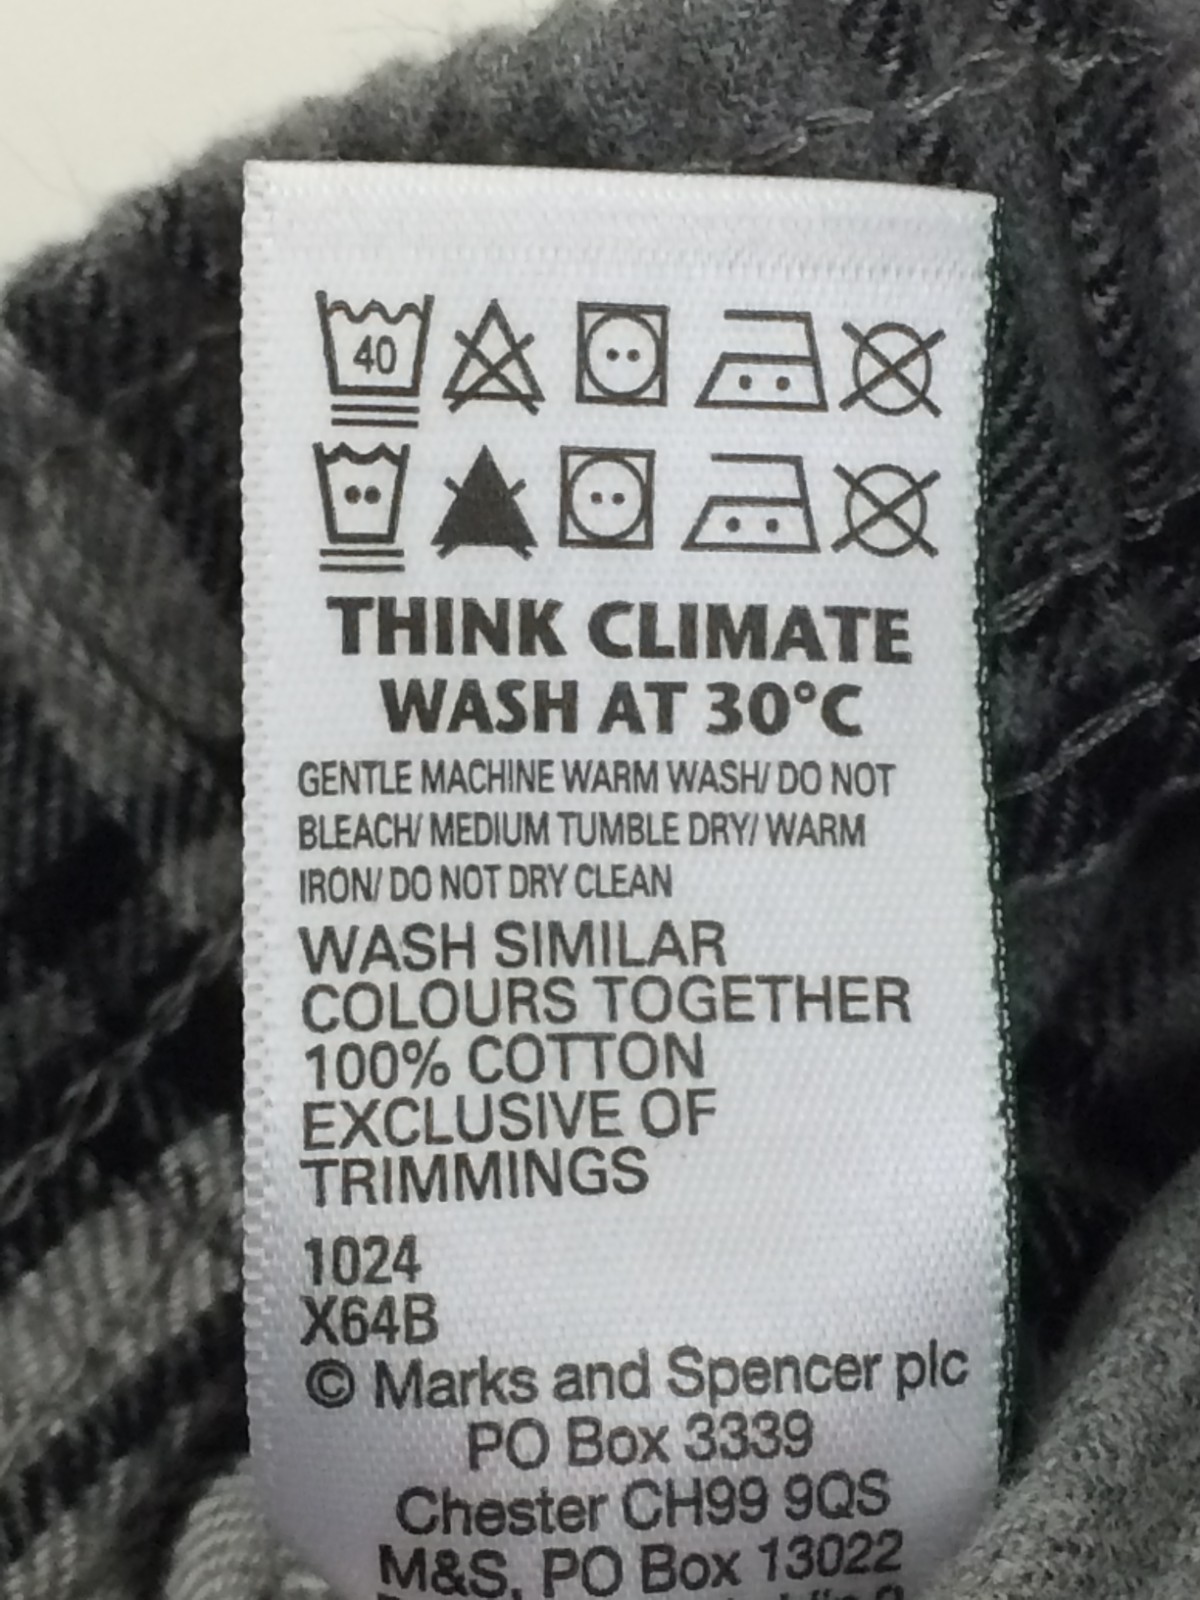 40
THINK CLIMATE
WASH AT 30°C
GENTLE MACHINE WARM WASH/ DO NOT
BLEACH/ MEDIUM TUMBLE DRY/ WARM
IRON/ DO NOT DRY CLEAN
WASH SIMILAR
COLOURS TOGETHER
100% COTTON
EXCLUSIVE OF
TRIMMINGS
1024
X64B
© Marks and Spencer plc
PO Box 3339
Chester CH99 9QS
M&S, PO Box 13022